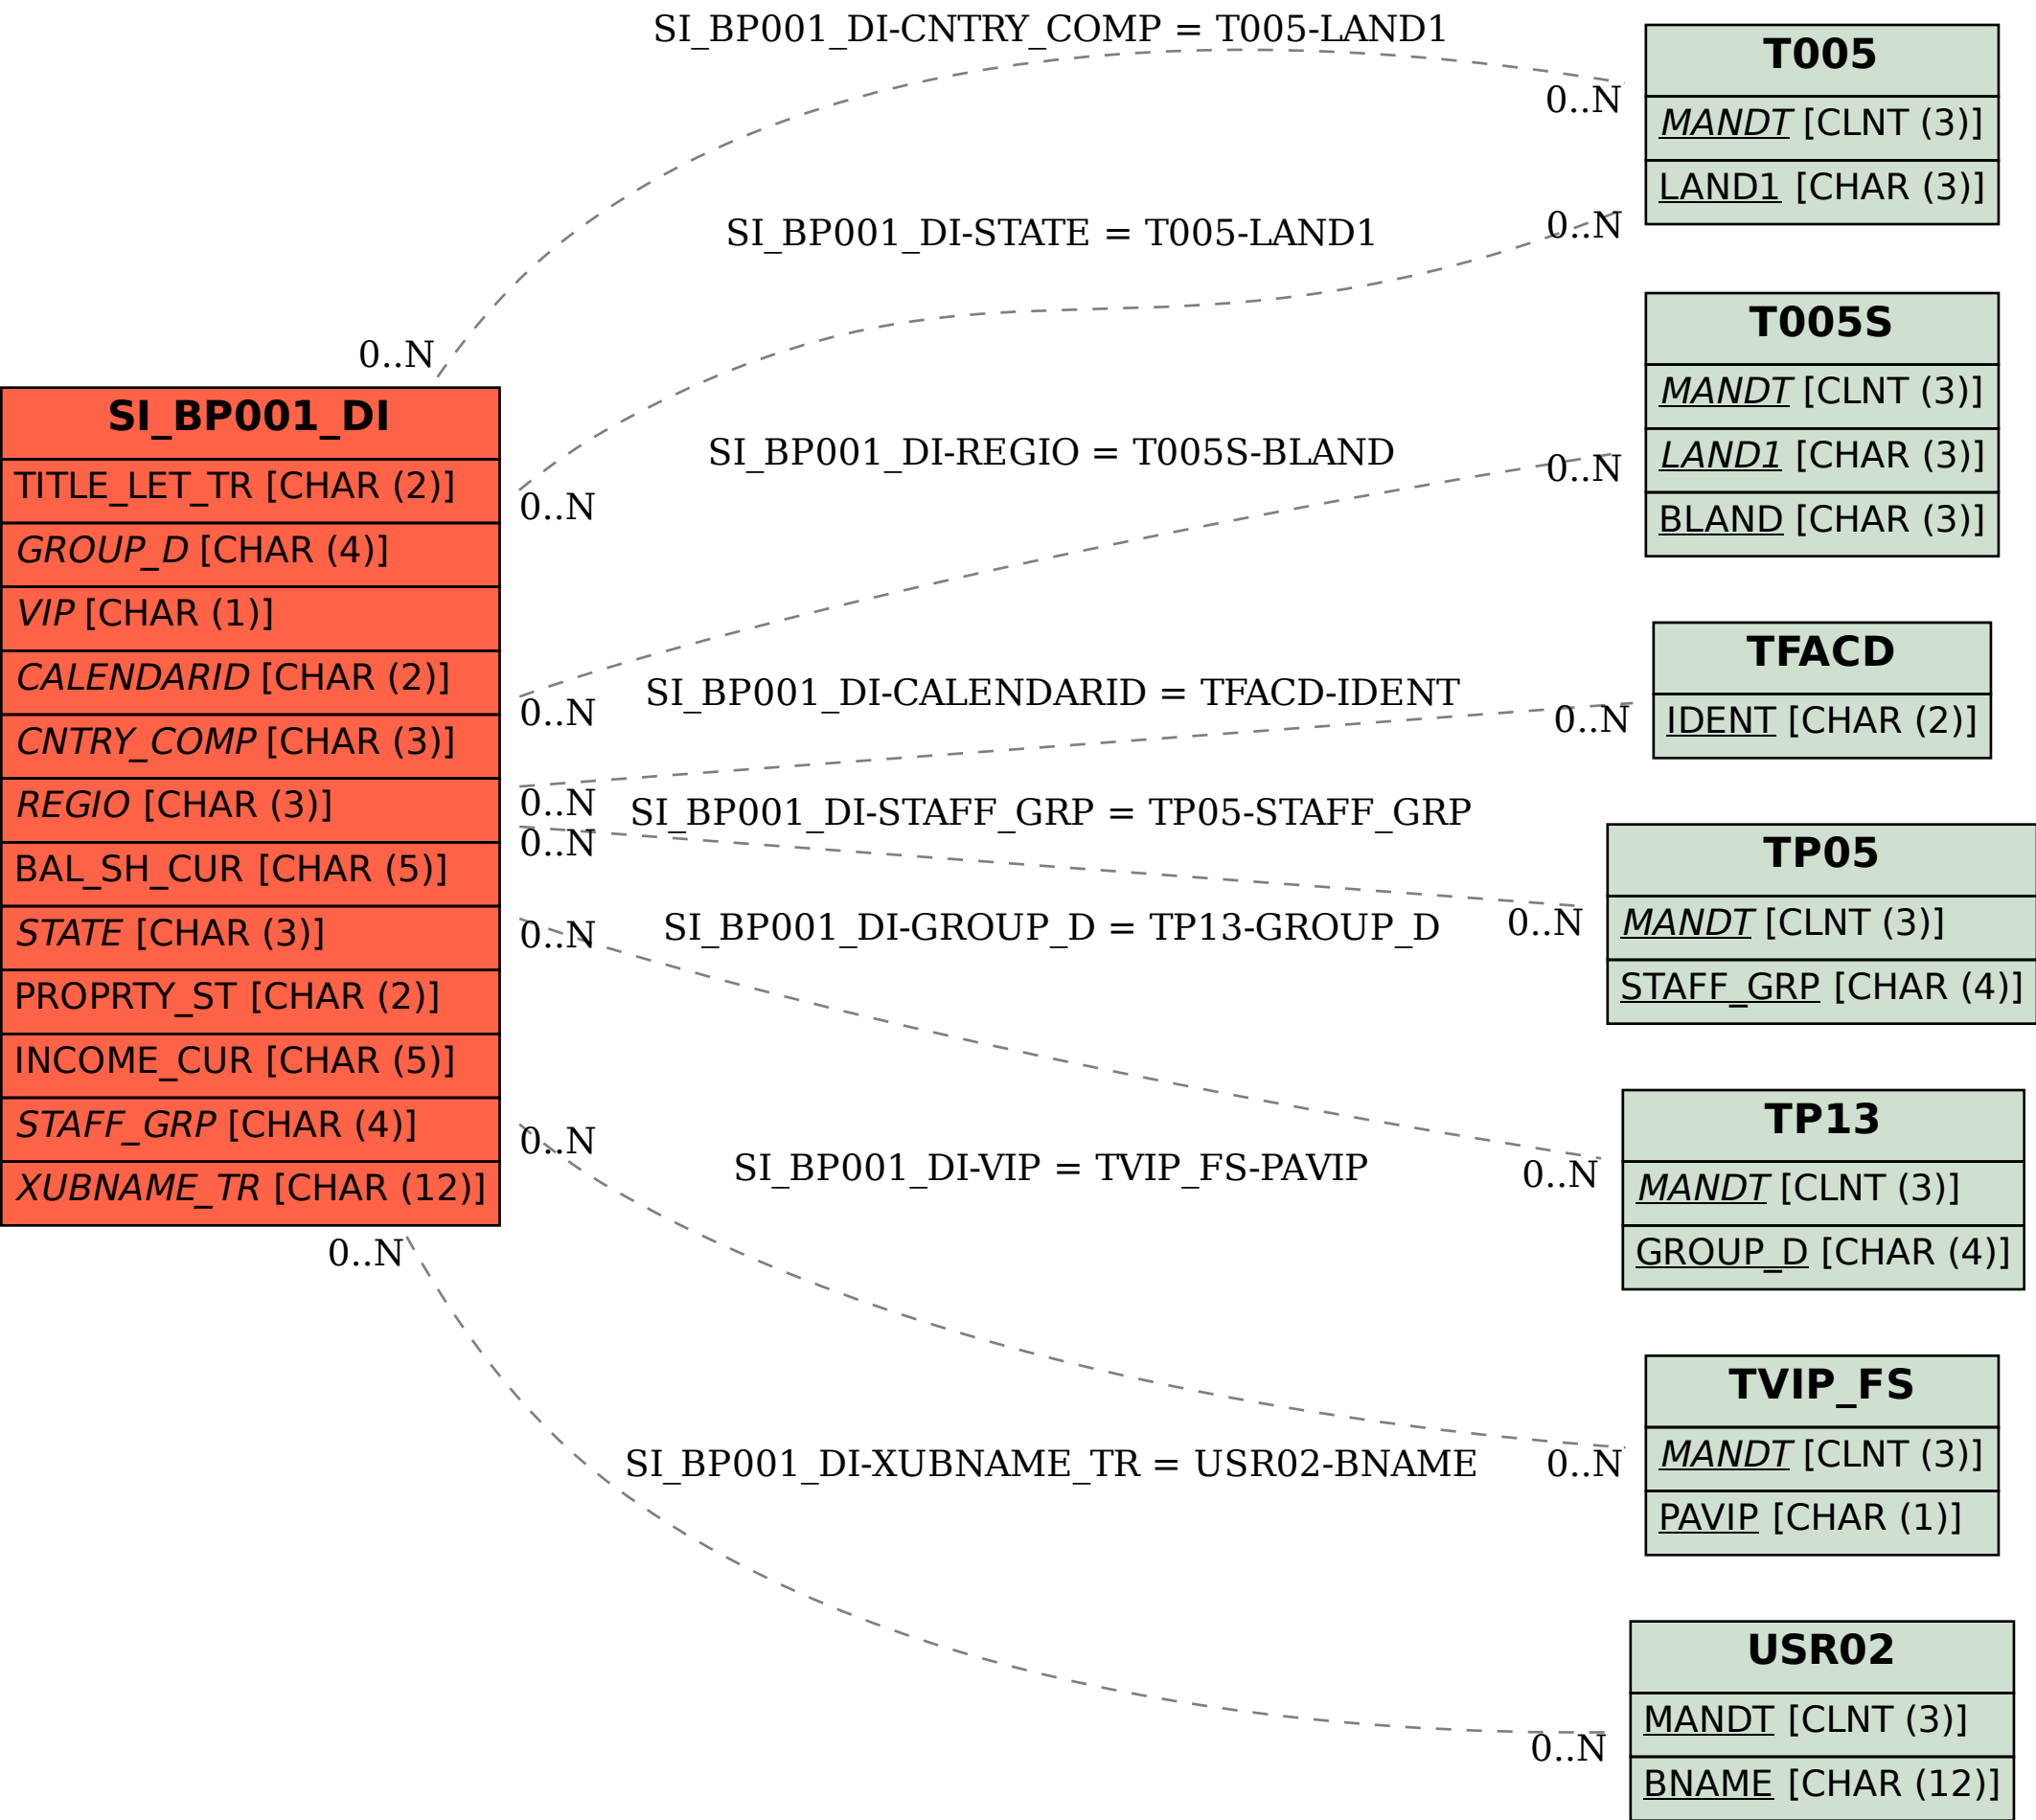 SI_BP001_DI-CNTRY_COMP = T005-LAND1
0..N
0..N
SI_BP001_DI-STATE = T005-LAND1
0..N
0..N
SI_BP001_DI-REGIO = T005S-BLAND
0..N
0..N
SI_BP001_DI-CALENDARID = TFACD-IDENT
0..N
0..N
SI_BP001_DI-STAFF_GRP = TP05-STAFF_GRP
0..N
0..N
SI_BP001_DI-GROUP_D = TP13-GROUP_D
0..N
0..N
SI_BP001_DI-VIP = TVIP_FS-PAVIP
0..N
0..N
SI_BP001_DI-XUBNAME_TR = USR02-BNAME
0..N
0..N
SI_BP001_DI
TITLE_LET_TR [CHAR (2)]
GROUP_D [CHAR (4)]
VIP [CHAR (1)]
CALENDARID [CHAR (2)]
CNTRY_COMP [CHAR (3)]
REGIO [CHAR (3)]
BAL_SH_CUR [CHAR (5)]
STATE [CHAR (3)]
PROPRTY_ST [CHAR (2)]
INCOME_CUR [CHAR (5)]
STAFF_GRP [CHAR (4)]
XUBNAME_TR [CHAR (12)]
T005
MANDT [CLNT (3)]
LAND1 [CHAR (3)]
T005S
MANDT [CLNT (3)]
LAND1 [CHAR (3)]
BLAND [CHAR (3)]
TFACD
IDENT [CHAR (2)]
TP05
MANDT [CLNT (3)]
STAFF_GRP [CHAR (4)]
TP13
MANDT [CLNT (3)]
GROUP_D [CHAR (4)]
TVIP_FS
MANDT [CLNT (3)]
PAVIP [CHAR (1)]
USR02
MANDT [CLNT (3)]
BNAME [CHAR (12)]